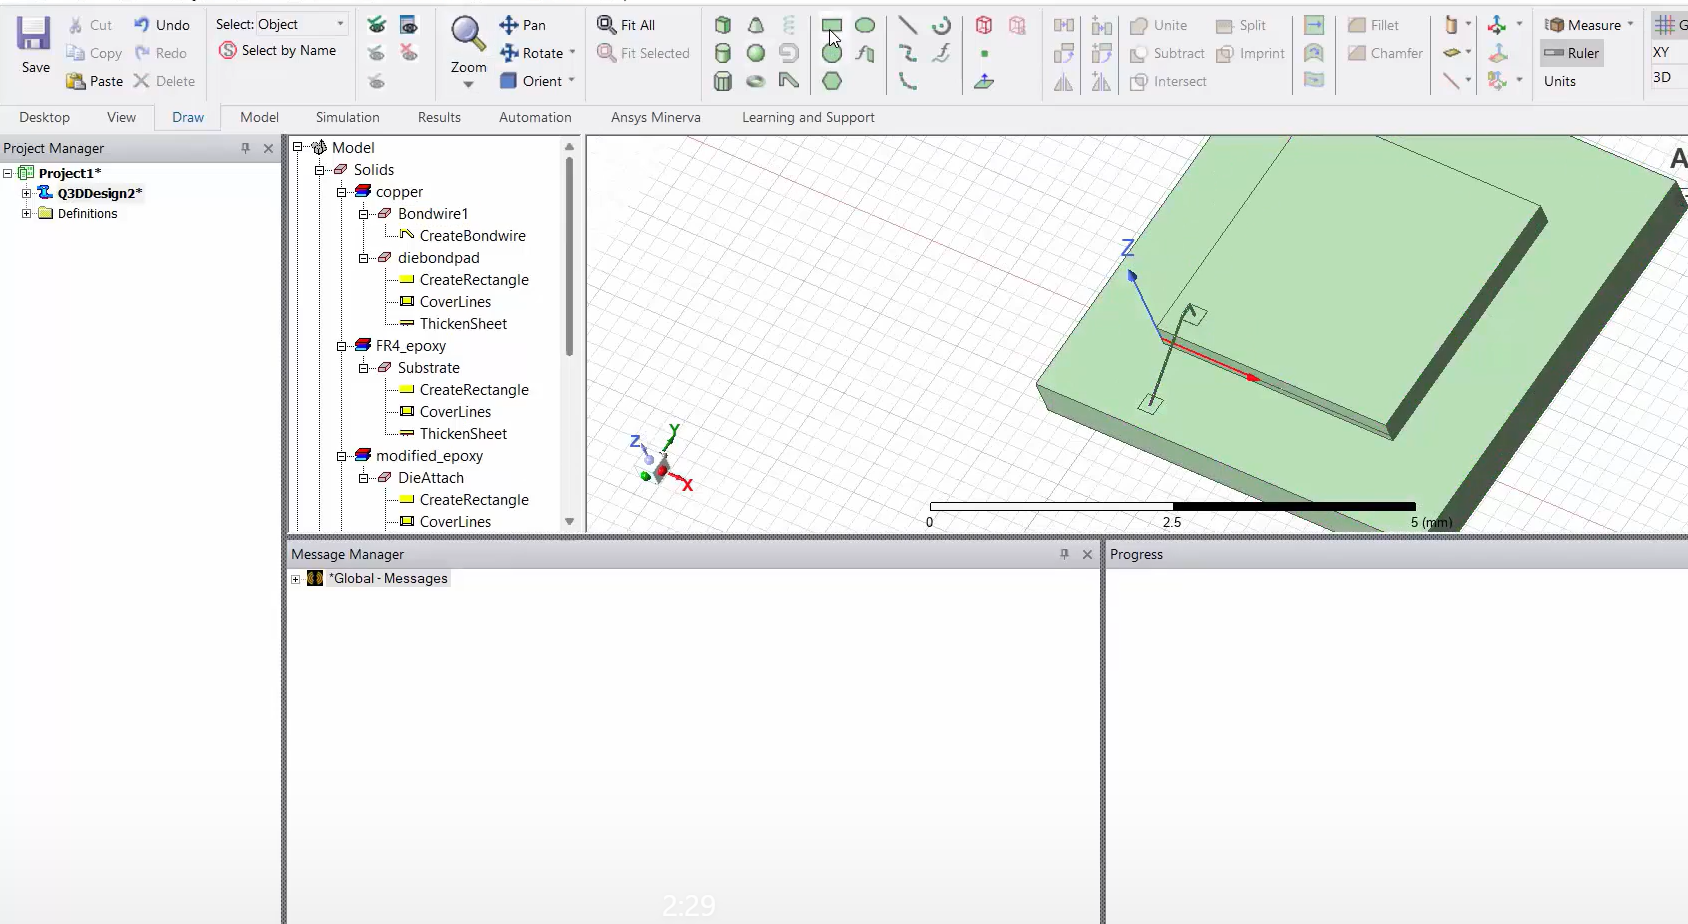 Save
Cut
Copy
Paste
Undo
Redo
Delete
Select: Object
Select by Name
Zoom
Pan
Rotate
Orient
Fit All
Fit Selected
Unite
Subtract
Intersect
Split
Imprint
Fillet
Chamfer
Measure
Ruler
Units
G
XY
3D
Desktop
View
Draw
Model
Simulation
Results
Automation
Ansys Minerva
Learning and Support
Project Manager
Project1*
Q3DDesign2*
Definitions
Model
Solids
copper
Bondwire1
CreateBondwire
diebondpad
CreateRectangle
CoverLines
ThickenSheet
FR4_epoxy
Substrate
CreateRectangle
CoverLines
ThickenSheet
modified_epoxy
DieAttach
CreateRectangle
CoverLines
A
Z
Z
Y
X
0
2.5
5 (mm)
Message Manager
*Global - Messages
Progress
2:29